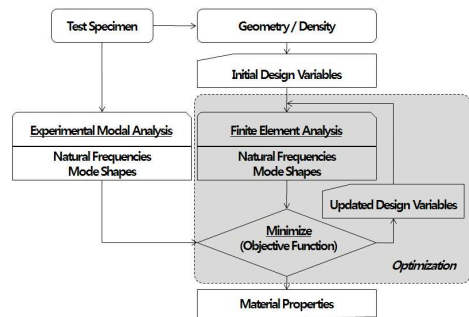 Test Specimen
Geometry / Density
Initial Design Variables
Experimental Modal Analysis
Natural Frequencies
Mode Shapes
Finite Element Analysis
Natural Frequencies
Mode Shapes
Updated Design Variables
Minimize
(Objective Function)
Optimization
Material Properties